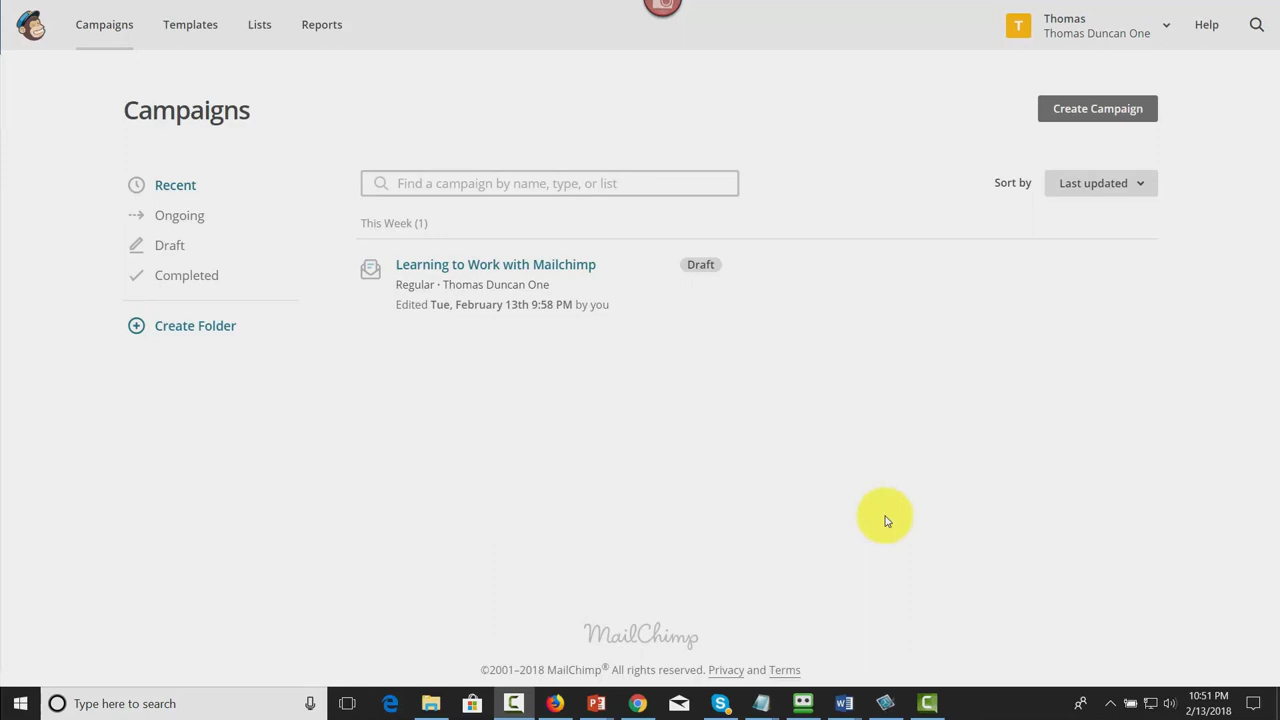 Campaigns
Templates
Lists
Reports
T
Thomas
Thomas Duncan One
Help
Campaigns
Create Campaign
Recent
Ongoing
Draft
Completed
Create Folder
Find a campaign by name, type, or list
Sort by
Last updated
This Week (1)
Learning to Work with Mailchimp
Draft
Regular · Thomas Duncan One
Edited Tue, February 13th 9:58 PM by you
MailChimp
©2001–2018 MailChimp® All rights reserved. Privacy and Terms
Type here to search
10:51 PM
2/13/2018